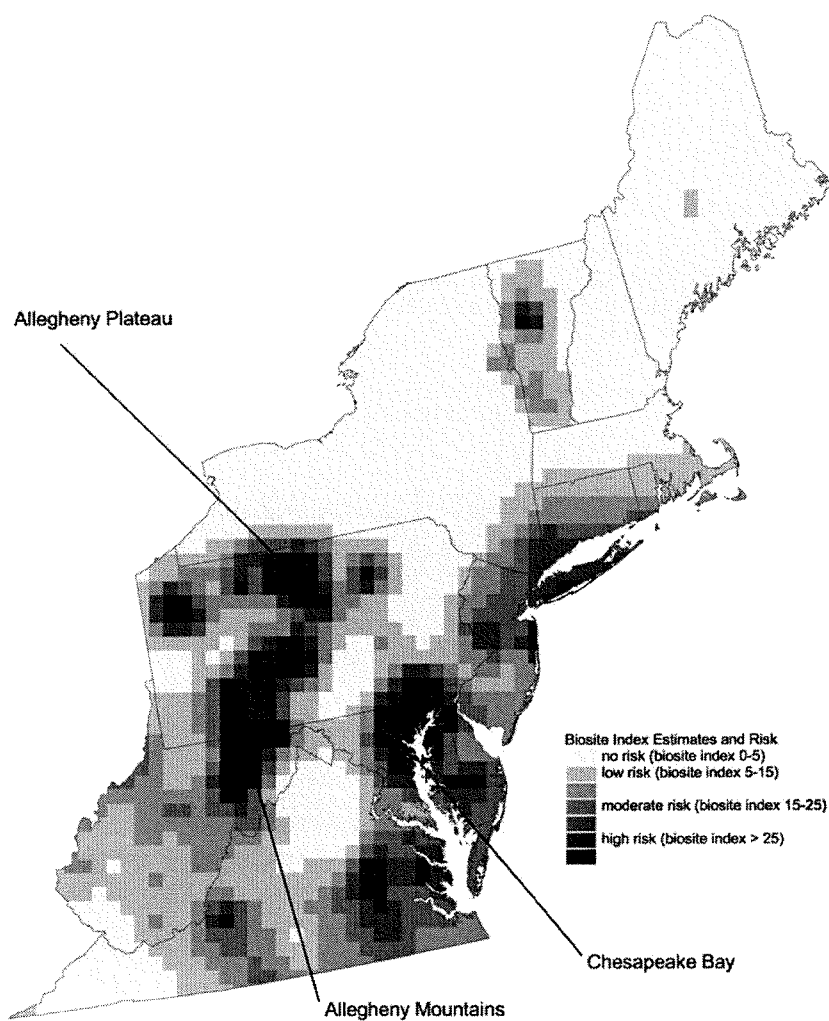 Allegheny Plateau
Biosite Index Estimates and Risk
no risk (biosite index 0-5)
low risk (biosite index 5-15)
moderate risk (biosite index 15-25)
high risk (biosite index > 25)
Chesapeake Bay
Allegheny Mountains